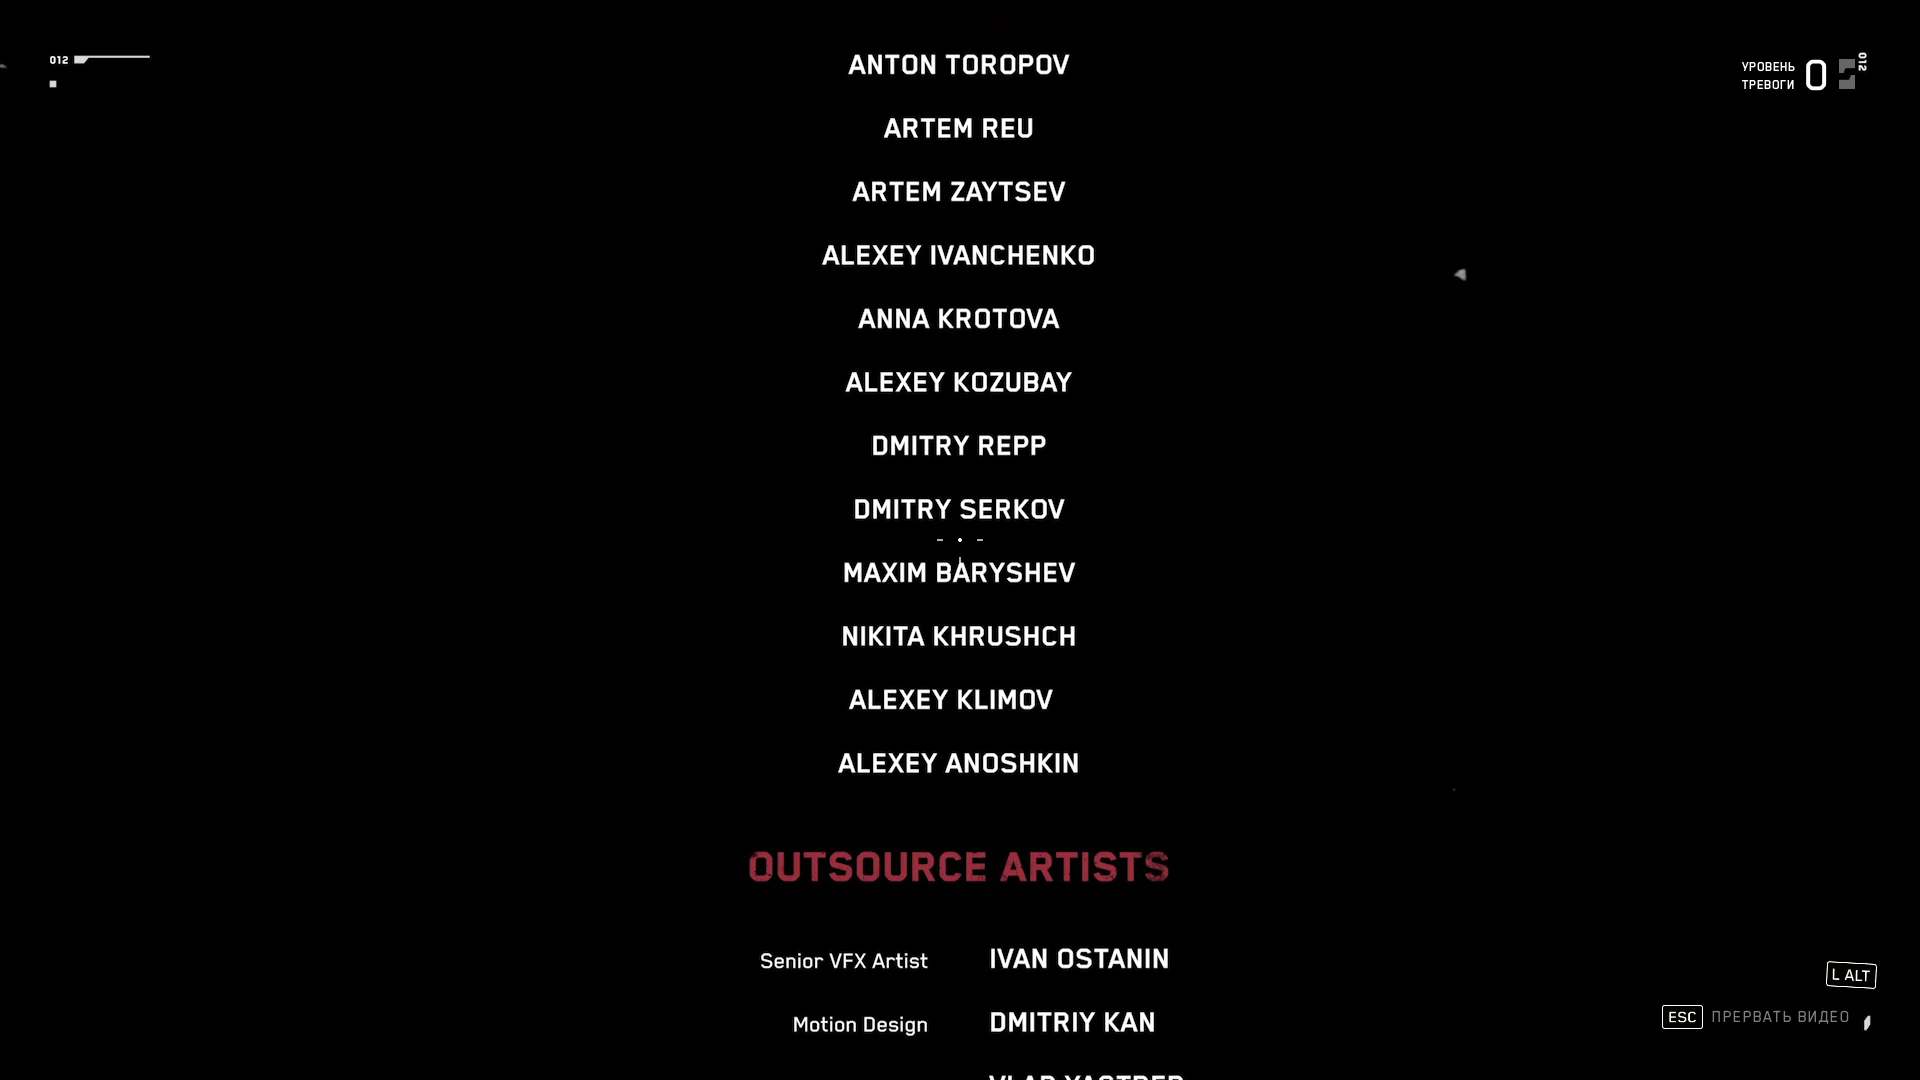 012
УРОВЕНЬ
ТРЕВОГИ
0
012
ANTON TOROPOV
ARTEM REU
ARTEM ZAYTSEV
ALEXEY IVANCHENKO
ANNA KROTOVA
ALEXEY KOZUBAY
DMITRY REPP
DMITRY SERKOV
MAXIM BARYSHEV
NIKITA KHRUSHCH
ALEXEY KLIMOV
ALEXEY ANOSHKIN
OUTSOURCE ARTISTS
Senior VFX Artist IVAN OSTANIN
Motion Design DMITRIY KAN
L ALT
ESC ПРЕРВАТЬ ВИДЕО